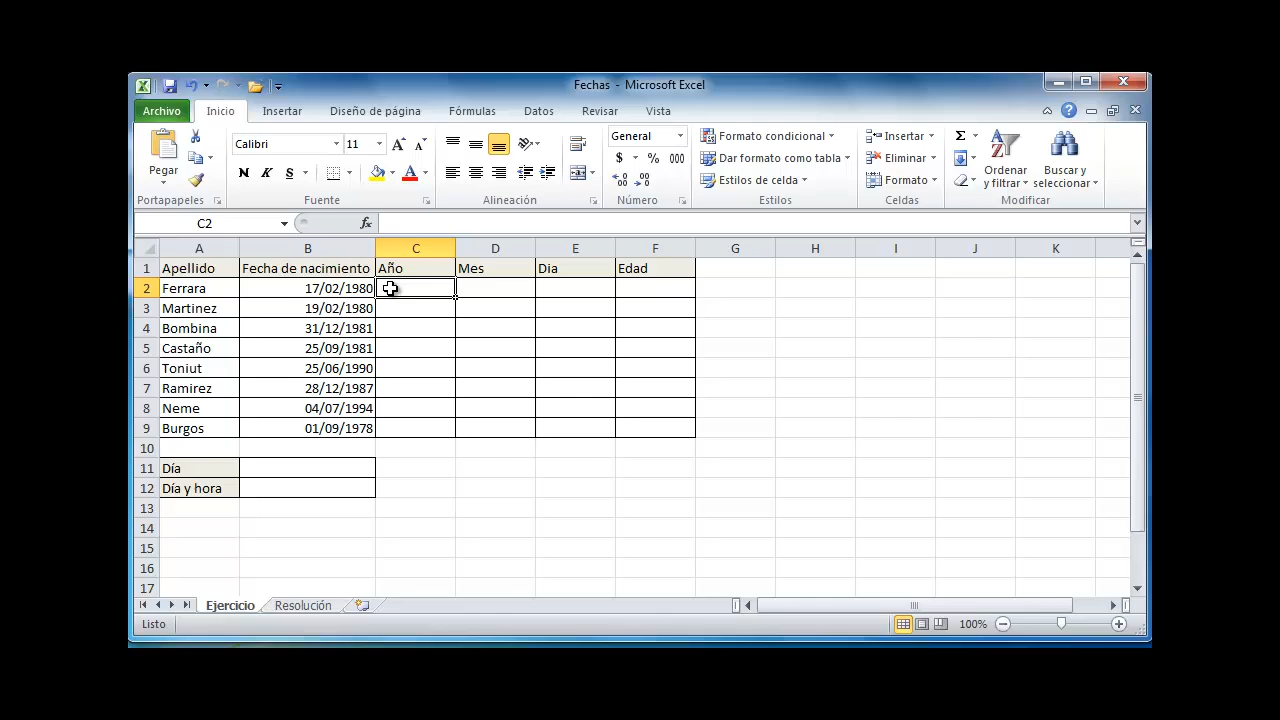 Fechas - Microsoft Excel
Archivo Inicio Insertar Diseño de página Fórmulas Datos Revisar Vista
Pegar
Calibri 11
N K S
General
$ % 000
Formato condicional
Dar formato como tabla
Estilos de celda
Insertar
Eliminar
Formato
Ordenar y filtrar
Buscar y seleccionar
Portapapeles Fuente Alineación Número Estilos Celdas Modificar
C2 fx
A B C D E F G H I J K
1 Apellido Fecha de nacimiento Año Mes Dia Edad
2 Ferrara 17/02/1980
3 Martinez 19/02/1980
4 Bombina 31/12/1981
5 Castaño 25/09/1981
6 Toniut 25/06/1990
7 Ramirez 28/12/1987
8 Neme 04/07/1994
9 Burgos 01/09/1978
10
11 Día
12 Día y hora
13
14
15
16
17
Ejercicio Resolución
Listo 100%